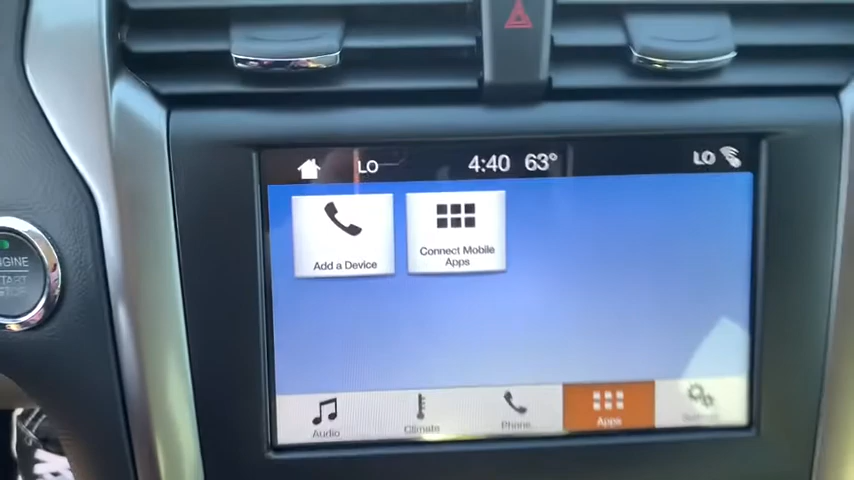 LO 4:40 63° LO
ENGINE
START
Add a Device
Connect Mobile
Apps
Audio
Climate
Phone
Apps